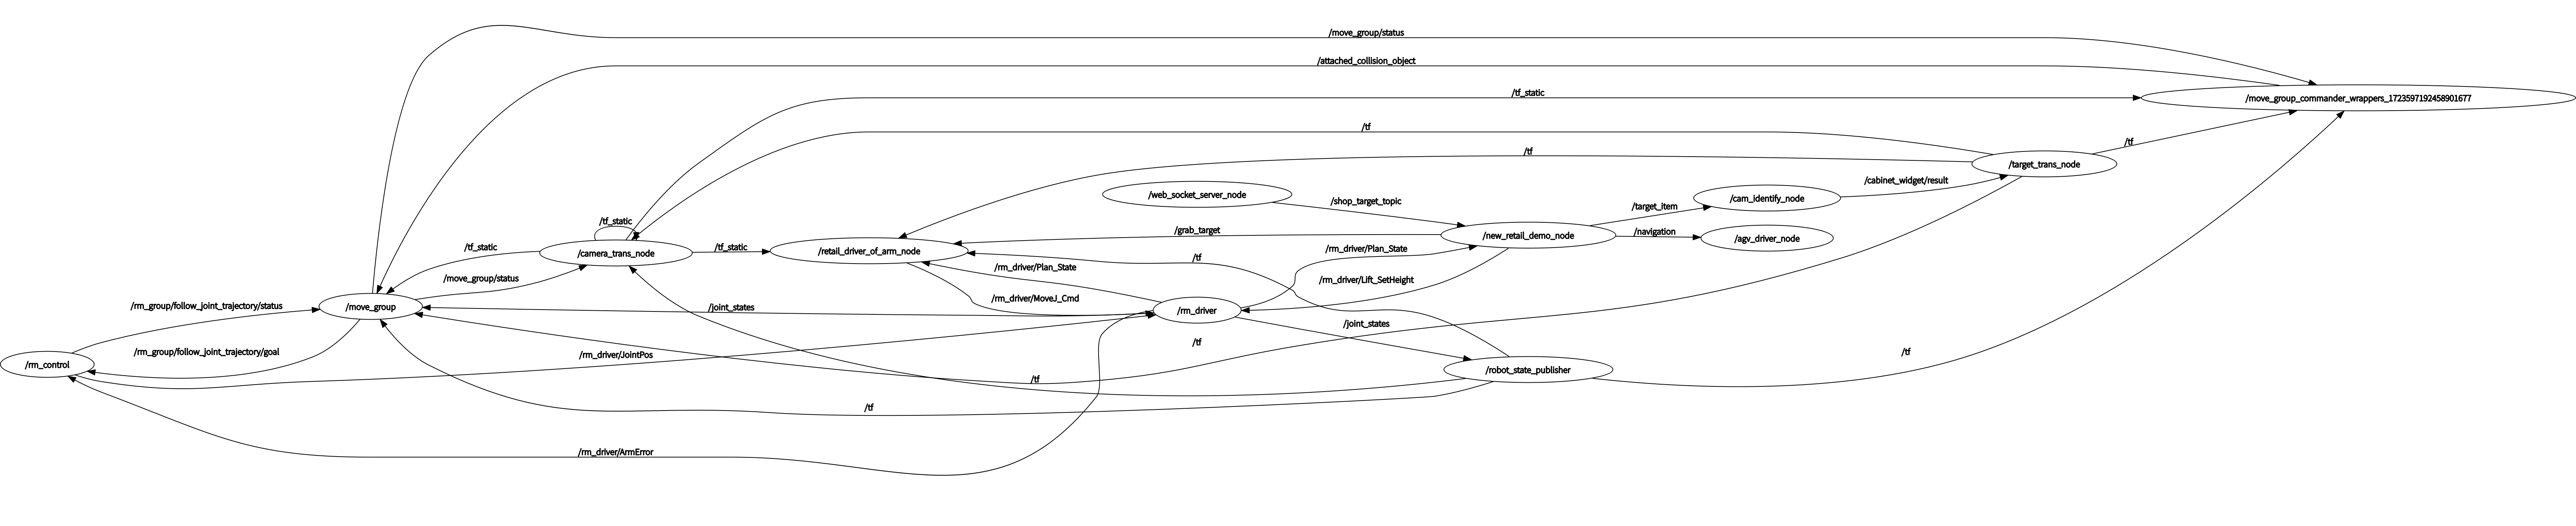 /move_group/status
/attached_collision_object
/tf_static
/move_group_commander_wrappers_1723597192458901677
/tf
/tf
/tf
/target_trans_node
/cabinet_widget/result
/web_socket_server_node
/shop_target_topic
/target_item
/cam_identify_node
/tf_static
/grab_target
/new_retail_demo_node
/navigation
/agv_driver_node
/tf_static
/camera_trans_node
/tf_static
/retail_driver_of_arm_node
/rm_driver/Plan_State
/tf
/rm_driver/Plan_State
/move_group/status
/rm_driver/Lift_SetHeight
/rm_driver/MoveJ_Cmd
/rm_group/follow_joint_trajectory/status
/move_group
/joint_states
/rm_driver
/joint_states
/tf
/rm_group/follow_joint_trajectory/goal
/rm_driver/JointPos
/tf
/rm_control
/robot_state_publisher
/tf
/tf
/rm_driver/ArmError